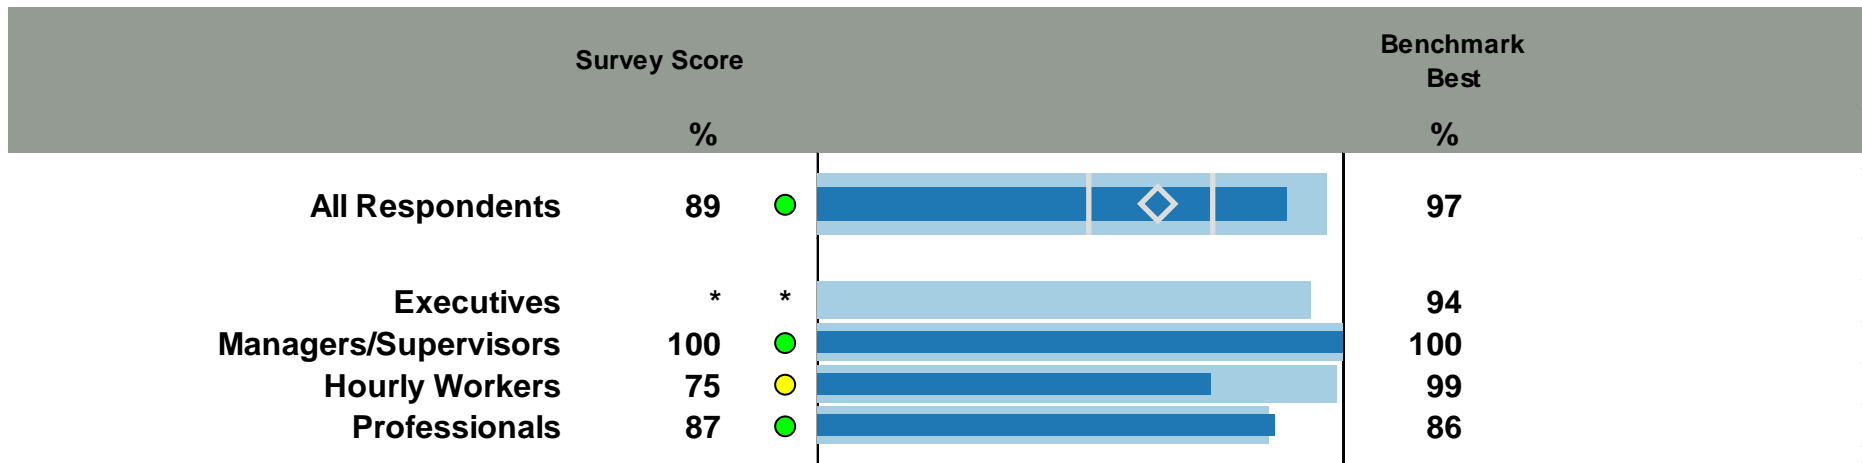 Survey Score
Benchmark
Best
%
%
All Respondents 89 97
Executives * * 94
Managers/Supervisors 100 100
Hourly Workers 75 99
Professionals 87 86